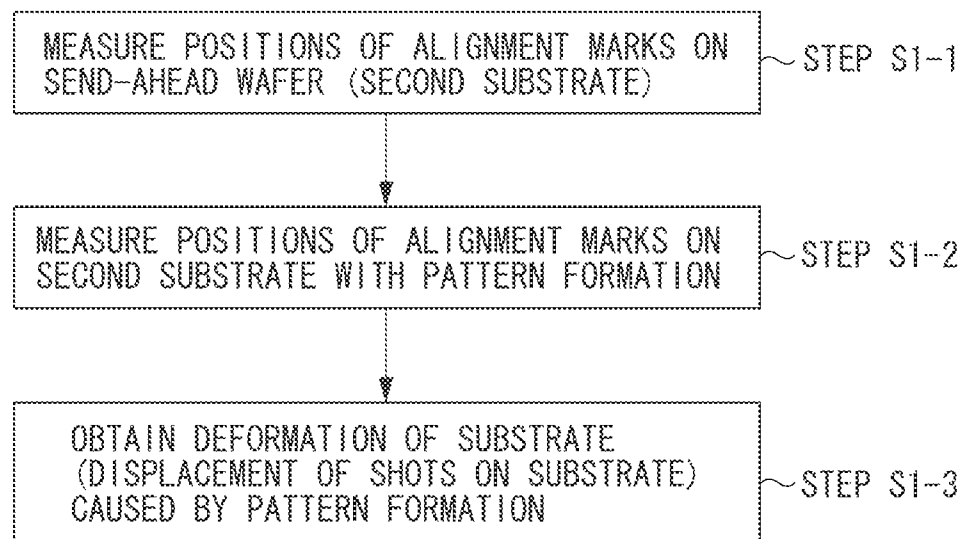 MEASURE POSITIONS OF ALIGNMENT MARKS ON
SEND-AHEAD WAFER (SECOND SUBSTRATE)
STEP S1-1
MEASURE POSITIONS OF ALIGNMENT MARKS ON
SECOND SUBSTRATE WITH PATTERN FORMATION
STEP S1-2
OBTAIN DEFORMATION OF SUBSTRATE
(DISPLACEMENT OF SHOTS ON SUBSTRATE)
CAUSED BY PATTERN FORMATION
STEP S1-3